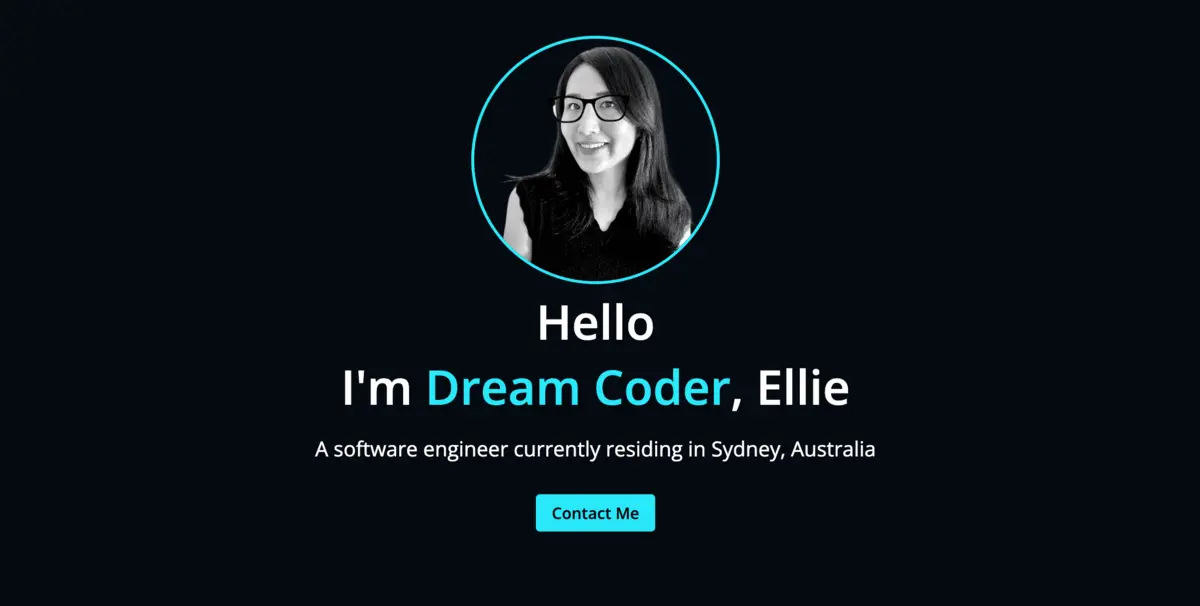 Hello
I'm Dream Coder, Ellie
A software engineer currently residing in Sydney, Australia
Contact Me